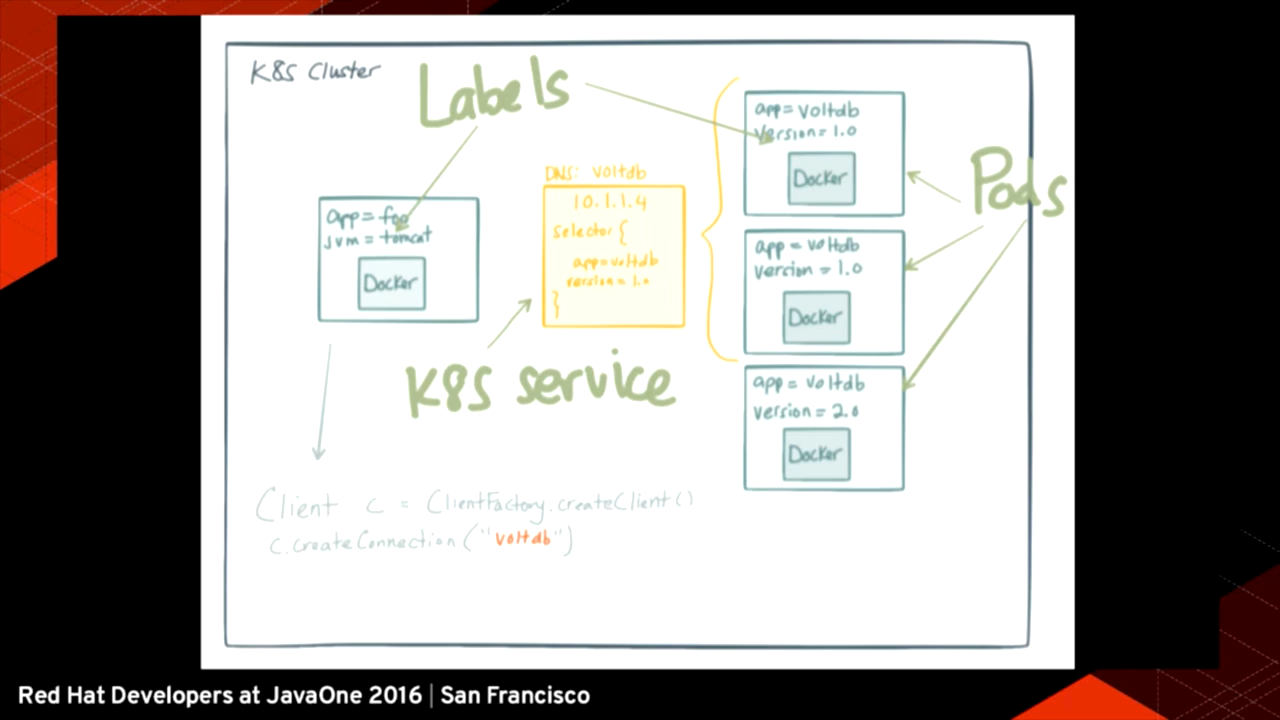 K8S Cluster
Labels
app = foo
jvm = tomcat
Docker
DNS: voltdb
10.1.1.4
selector {
app=voltdb
version = 1.0
}
K8S service
app= voltdb
version= 1.0
Docker
app = voltdb
version = 1.0
Docker
app = voltdb
version = 2.0
Docker
Pods
Client c = ClientFactory.createClient()
c.createConnection("voltdb")
Red Hat Developers at JavaOne 2016 | San Francisco